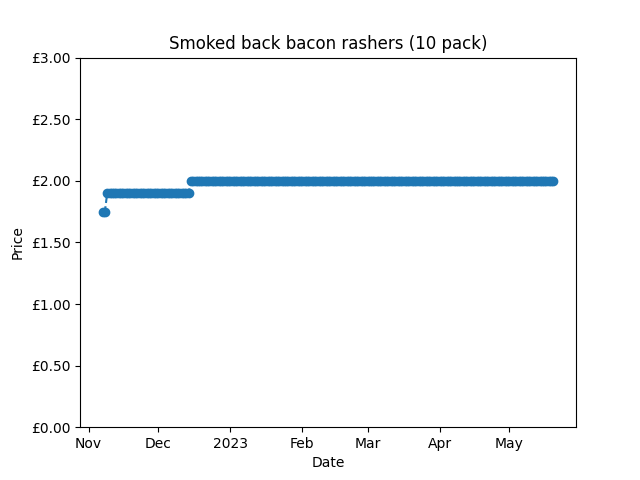 Smoked back bacon rashers (10 pack)
£3.00
£2.50
£2.00
£1.50
£1.00
£0.50
£0.00
Price
Nov Dec 2023 Feb Mar Apr May
Date